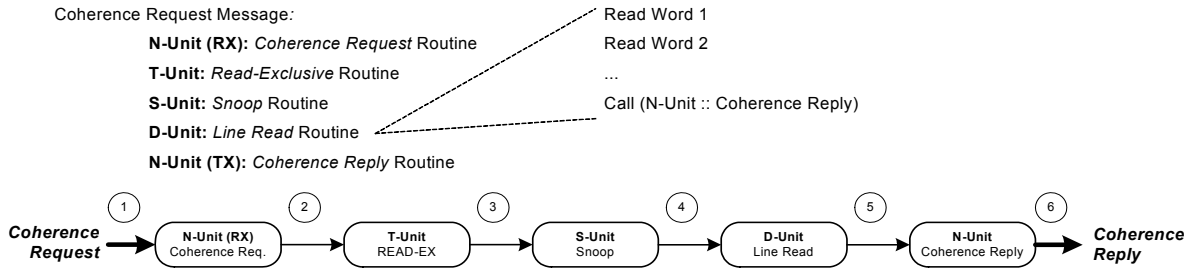 Coherence Request Message:
N-Unit (RX): Coherence Request Routine
T-Unit: Read-Exclusive Routine
S-Unit: Snoop Routine
D-Unit: Line Read Routine
N-Unit (TX): Coherence Reply Routine
Read Word 1
Read Word 2
...
Call (N-Unit :: Coherence Reply)
1
2
3
4
5
6
Coherence
Request
N-Unit (RX)
Coherence Req.
T-Unit
READ-EX
S-Unit
Snoop
D-Unit
Line Read
N-Unit
Coherence Reply
Coherence
Reply